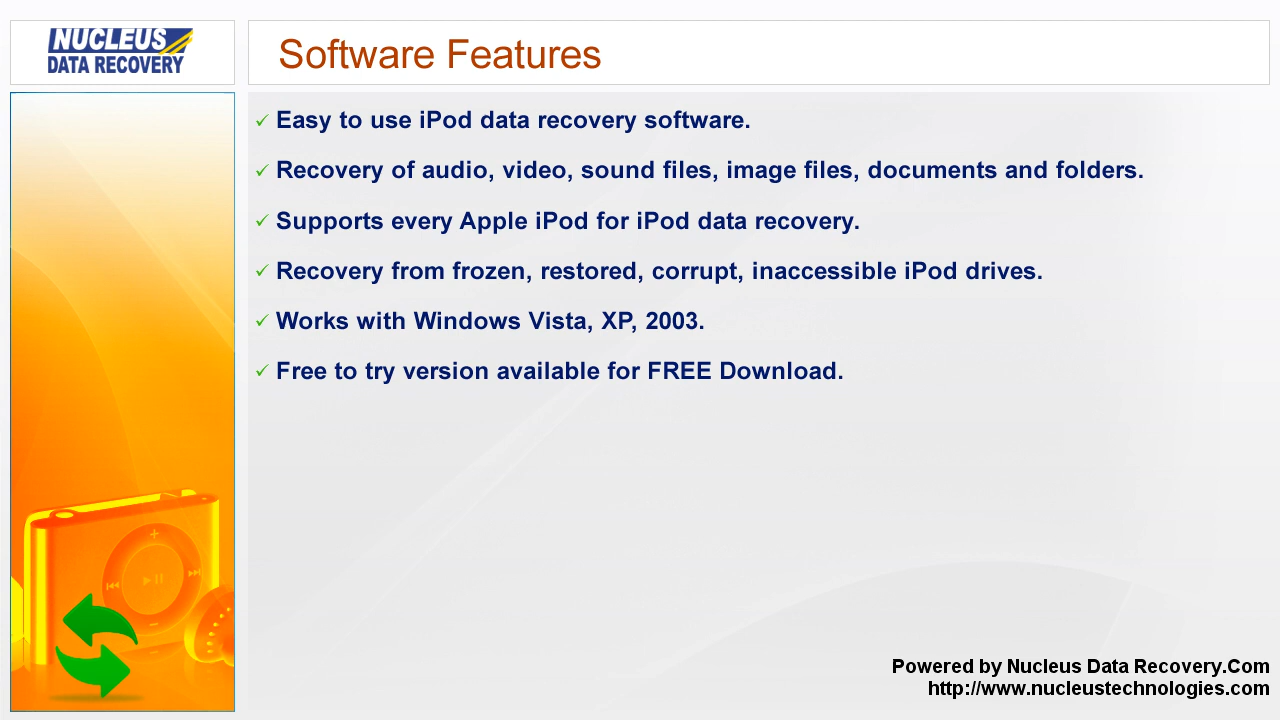 NUCLEUS
DATA RECOVERY
Software Features
Easy to use iPod data recovery software.
Recovery of audio, video, sound files, image files, documents and folders.
Supports every Apple iPod for iPod data recovery.
Recovery from frozen, restored, corrupt, inaccessible iPod drives.
Works with Windows Vista, XP, 2003.
Free to try version available for FREE Download.
Powered by Nucleus Data Recovery.Com
http://www.nucleustechnologies.com